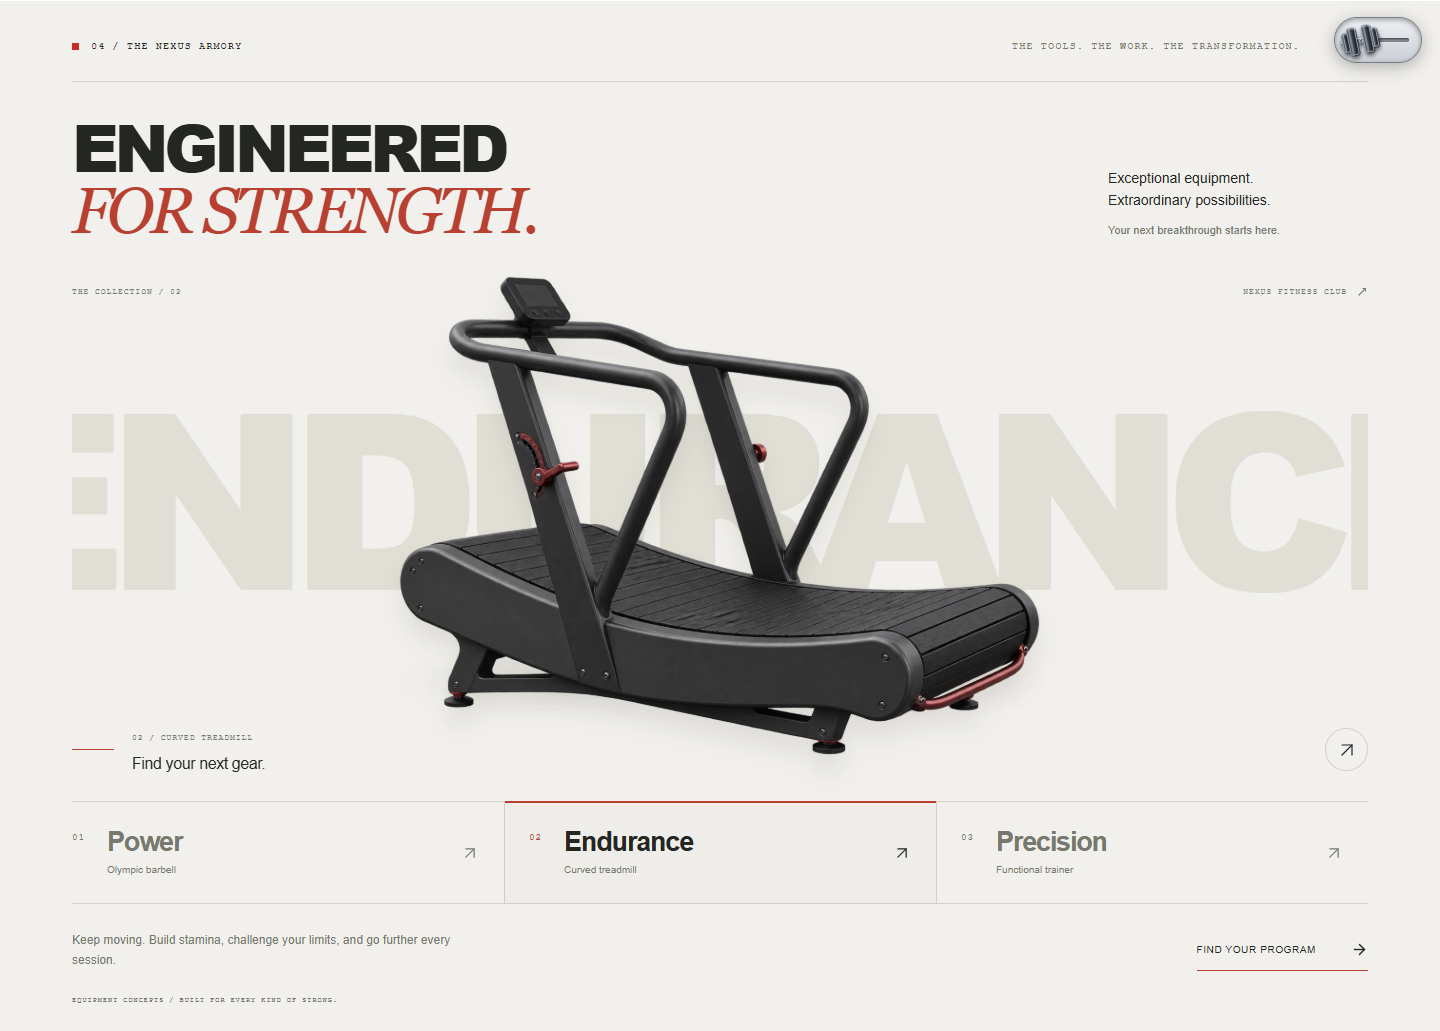 04 / THE NEXUS ARMORY
THE TOOLS. THE WORK. THE TRANSFORMATION.
ENGINEERED
FOR STRENGTH.
Exceptional equipment.
Extraordinary possibilities.
Your next breakthrough starts here.
THE COLLECTION / 02
NEXUS FITNESS CLUB ↗
ENDURANCE
02 / CURVED TREADMILL
Find your next gear.
01 Power
Olympic barbell
02 Endurance
Curved treadmill
03 Precision
Functional trainer
Keep moving. Build stamina, challenge your limits, and go further every
session.
FIND YOUR PROGRAM →
EQUIPMENT CONCEPTS / BUILT FOR EVERY KIND OF STRONG.